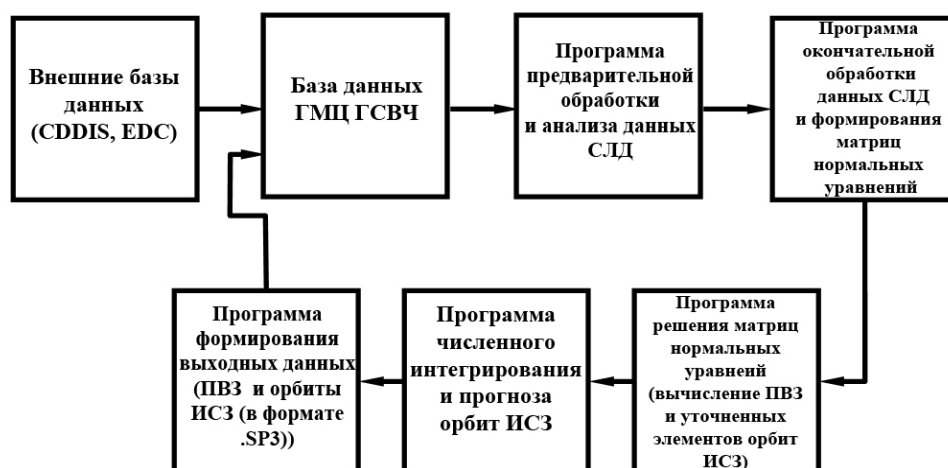 Внешние базы
данных
(CDDIS, EDC)
База данных
ГМЦ ГСВЧ
Программа
предварительной
обработки
и анализа данных
СЛД
Программа
окончательной
обработки
данных СЛД
и формирования
матриц
нормальных
уравнений
Программа
формирования
выходных данных
(ПВЗ и орбиты
ИСЗ (в формате
.SP3))
Программа
численного
интегрирования
и прогноза
орбит ИСЗ
Программа
решения матриц
нормальных
уравнеий
(вычисление ПВЗ
и уточненных
элементов орбит
ИСЗ)